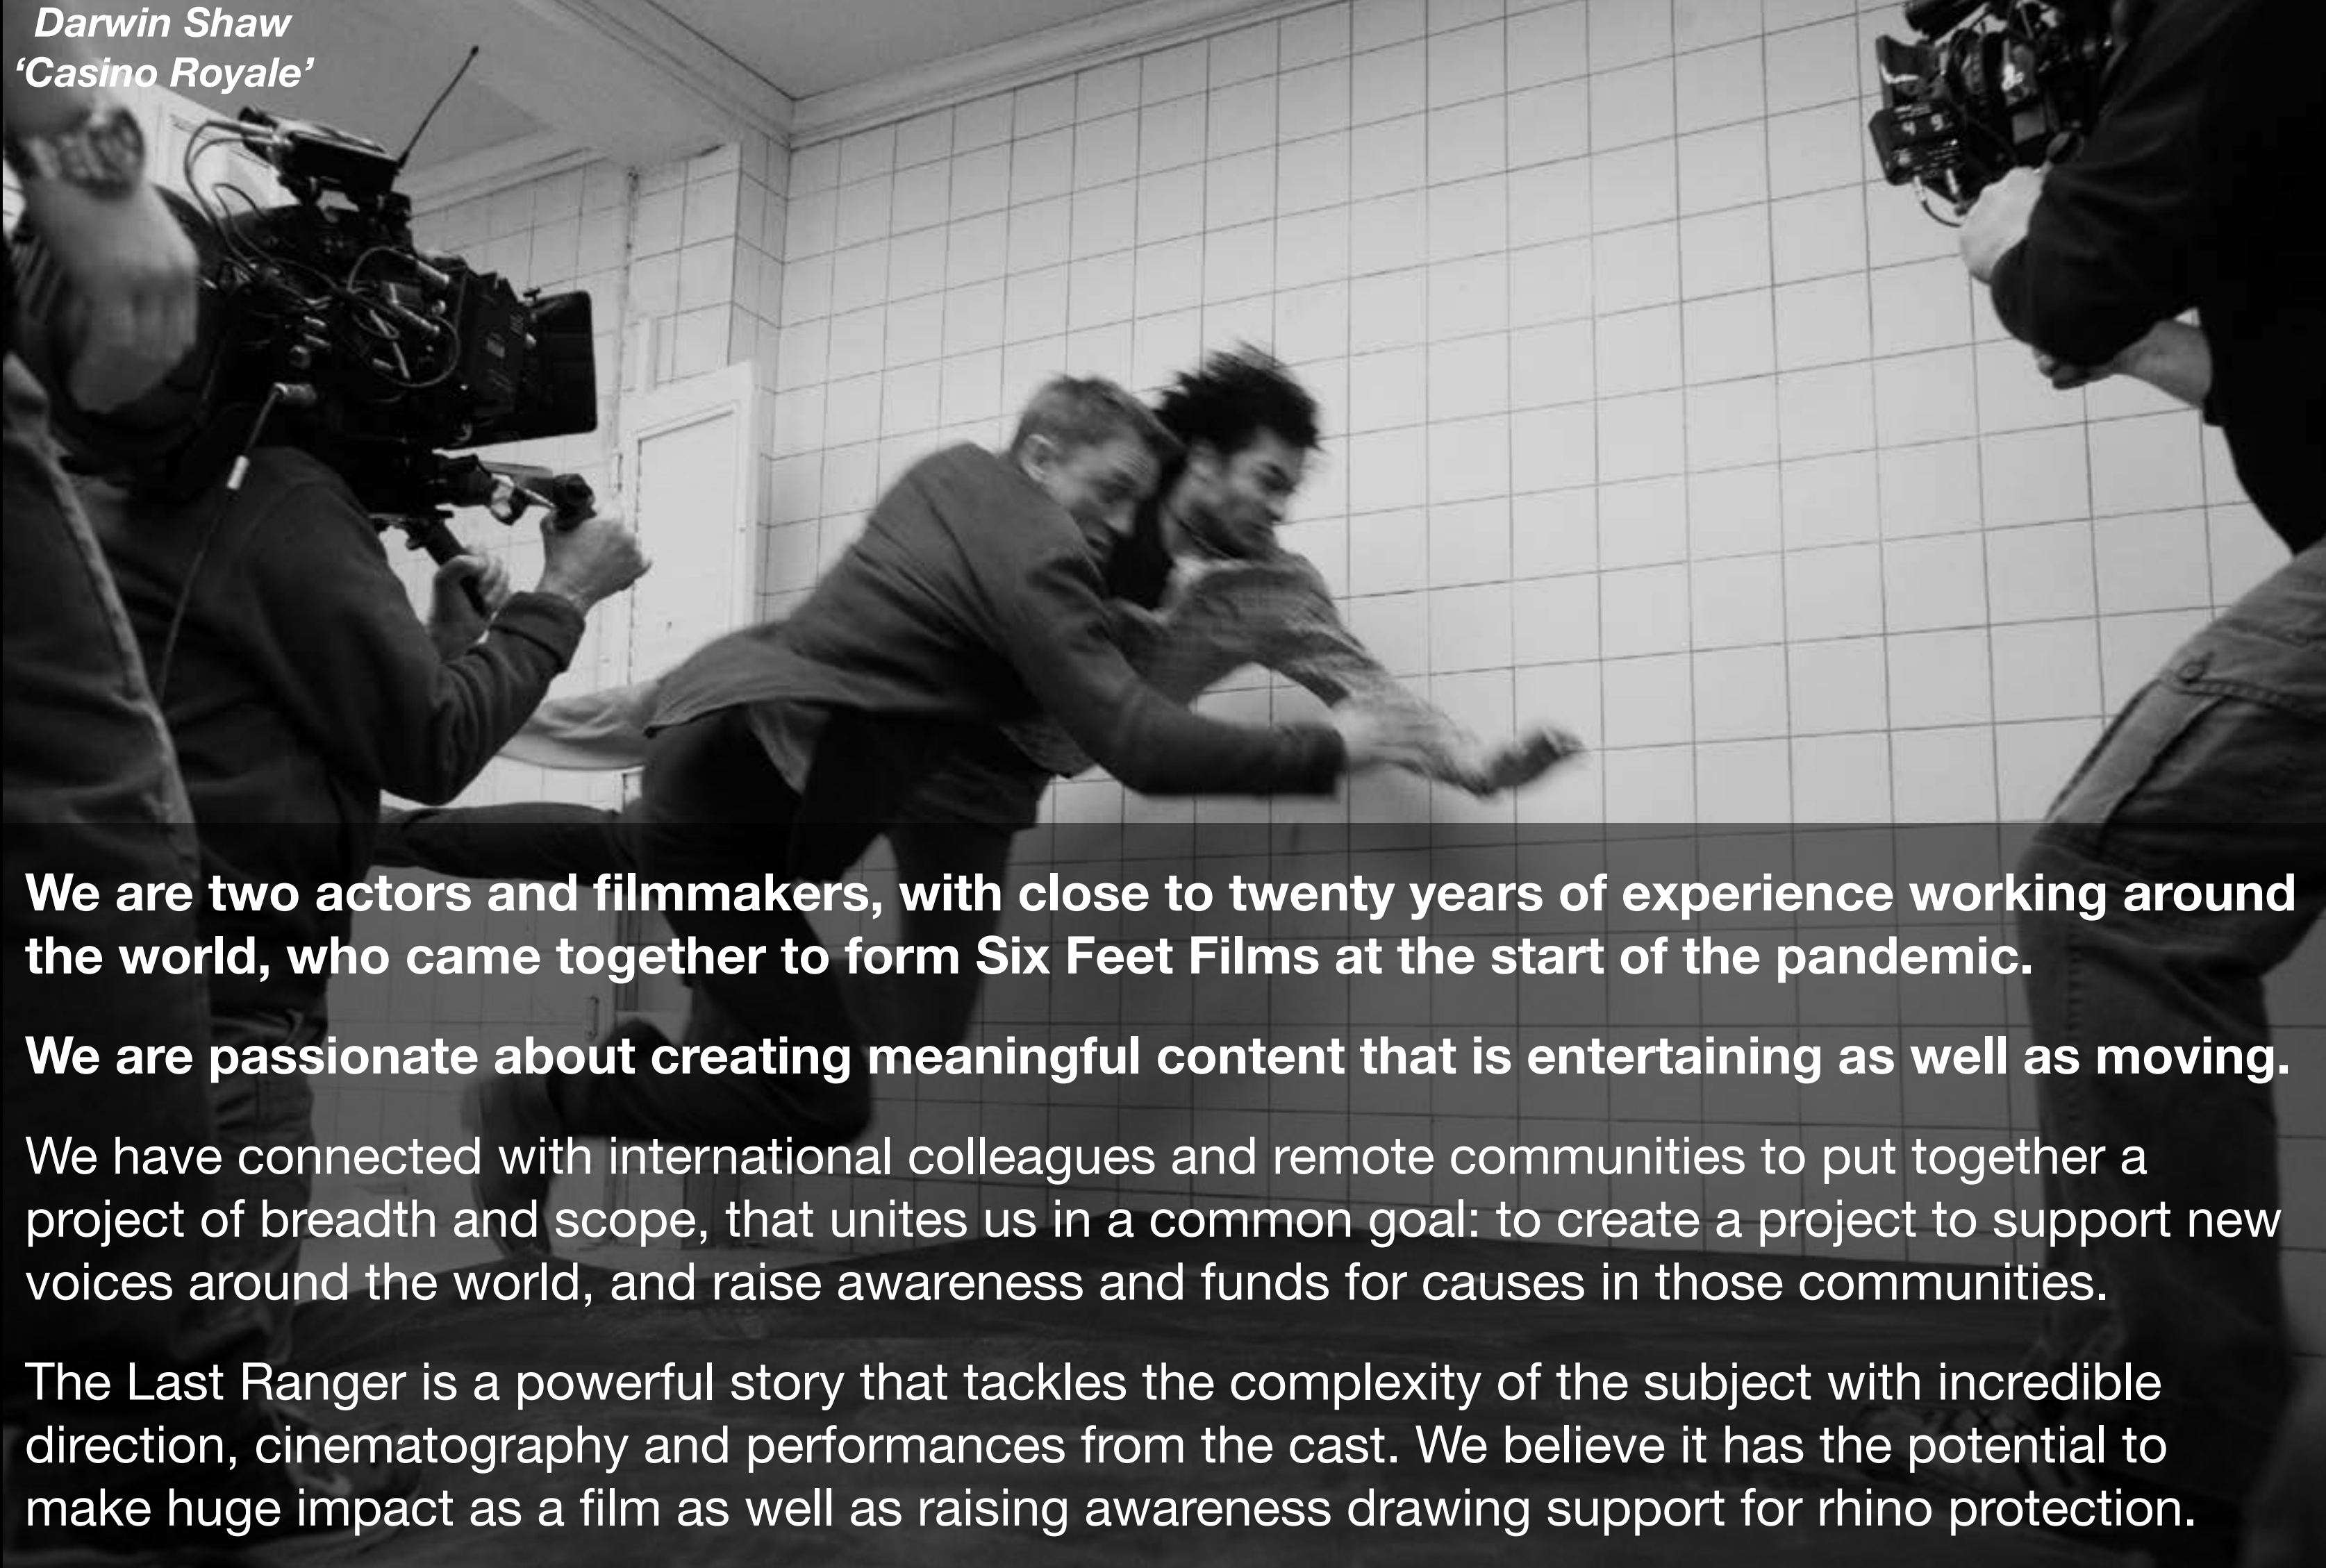 Darwin Shaw
‘Casino Royale’
We are two actors and filmmakers, with close to twenty years of experience working around
the world, who came together to form Six Feet Films at the start of the pandemic.
We are passionate about creating meaningful content that is entertaining as well as moving.
We have connected with international colleagues and remote communities to put together a
project of breadth and scope, that unites us in a common goal: to create a project to support new
voices around the world, and raise awareness and funds for causes in those communities.
The Last Ranger is a powerful story that tackles the complexity of the subject with incredible
direction, cinematography and performances from the cast. We believe it has the potential to
make huge impact as a film as well as raising awareness drawing support for rhino protection.